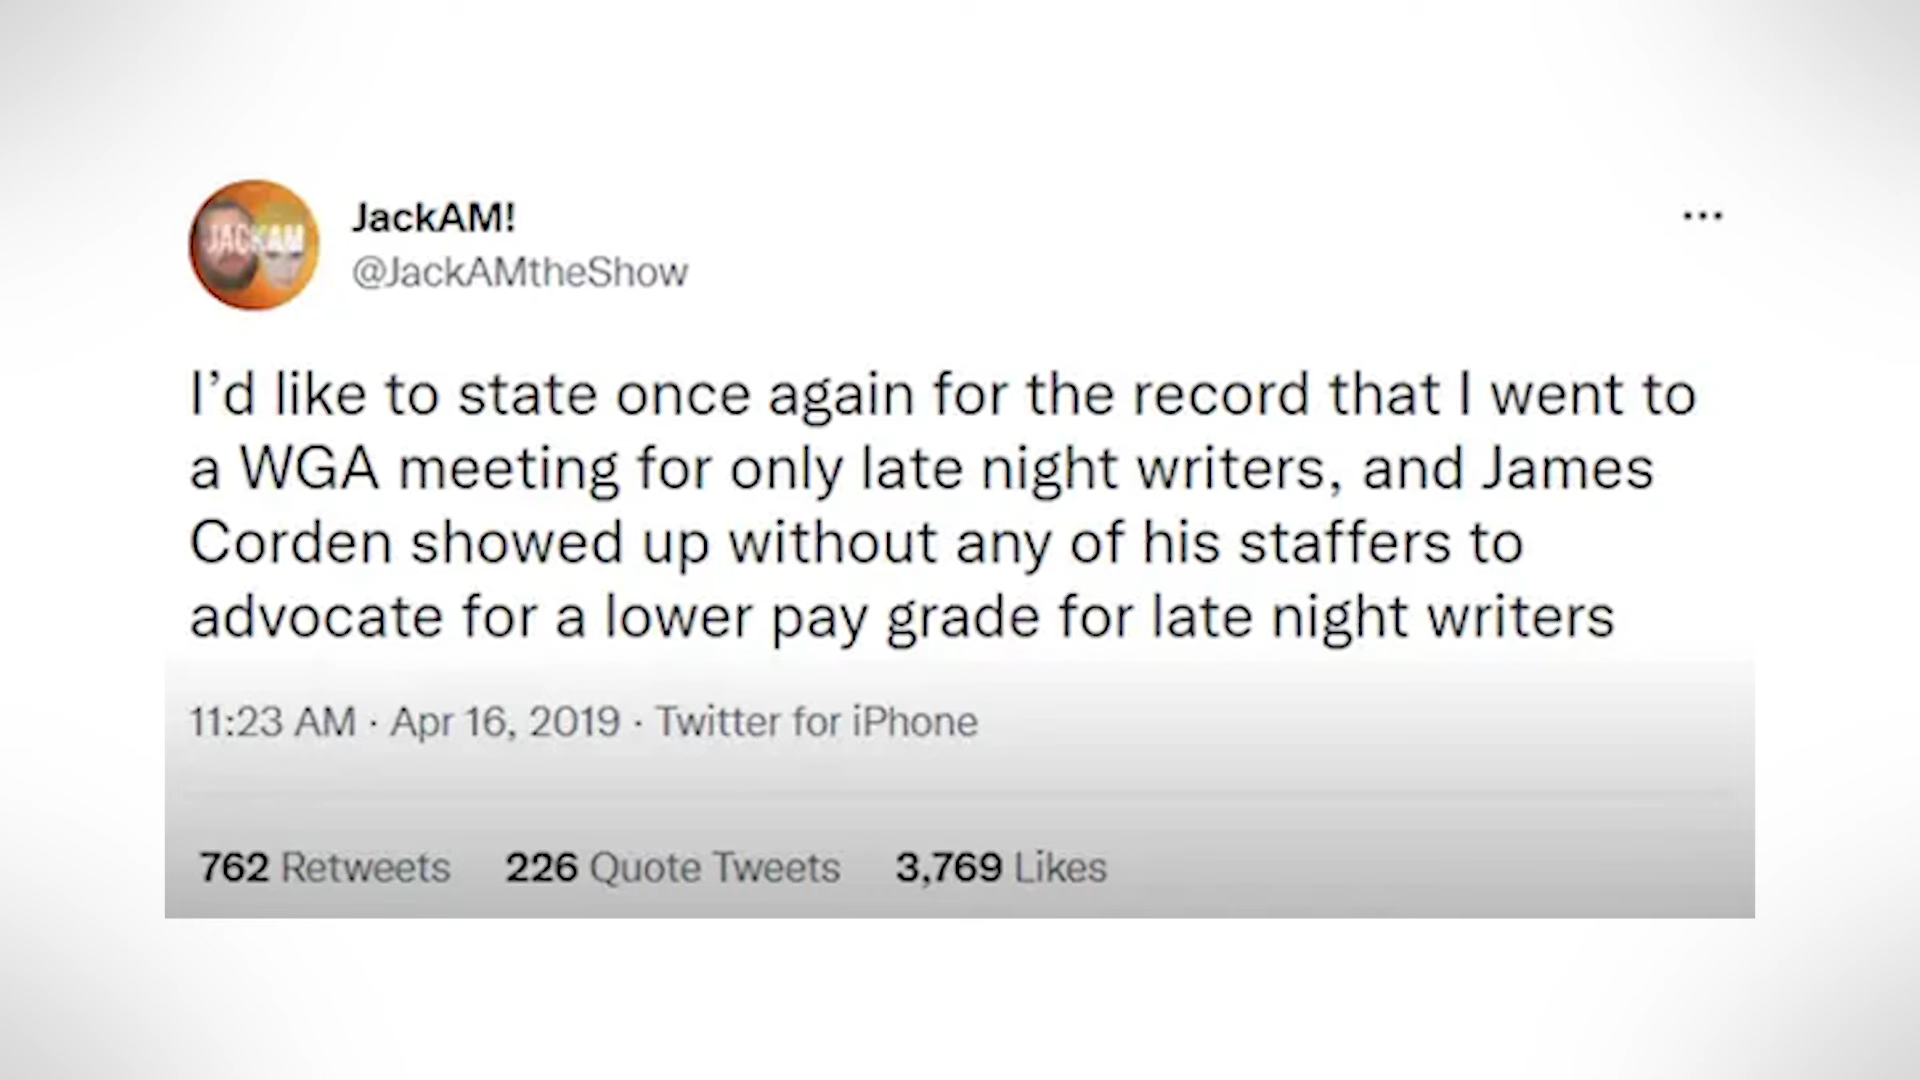 JACKAM
JackAM!
@JackAMtheShow
I’d like to state once again for the record that I went to
a WGA meeting for only late night writers, and James
Corden showed up without any of his staffers to
advocate for a lower pay grade for late night writers
11:23 AM · Apr 16, 2019 · Twitter for iPhone
762 Retweets 226 Quote Tweets 3,769 Likes